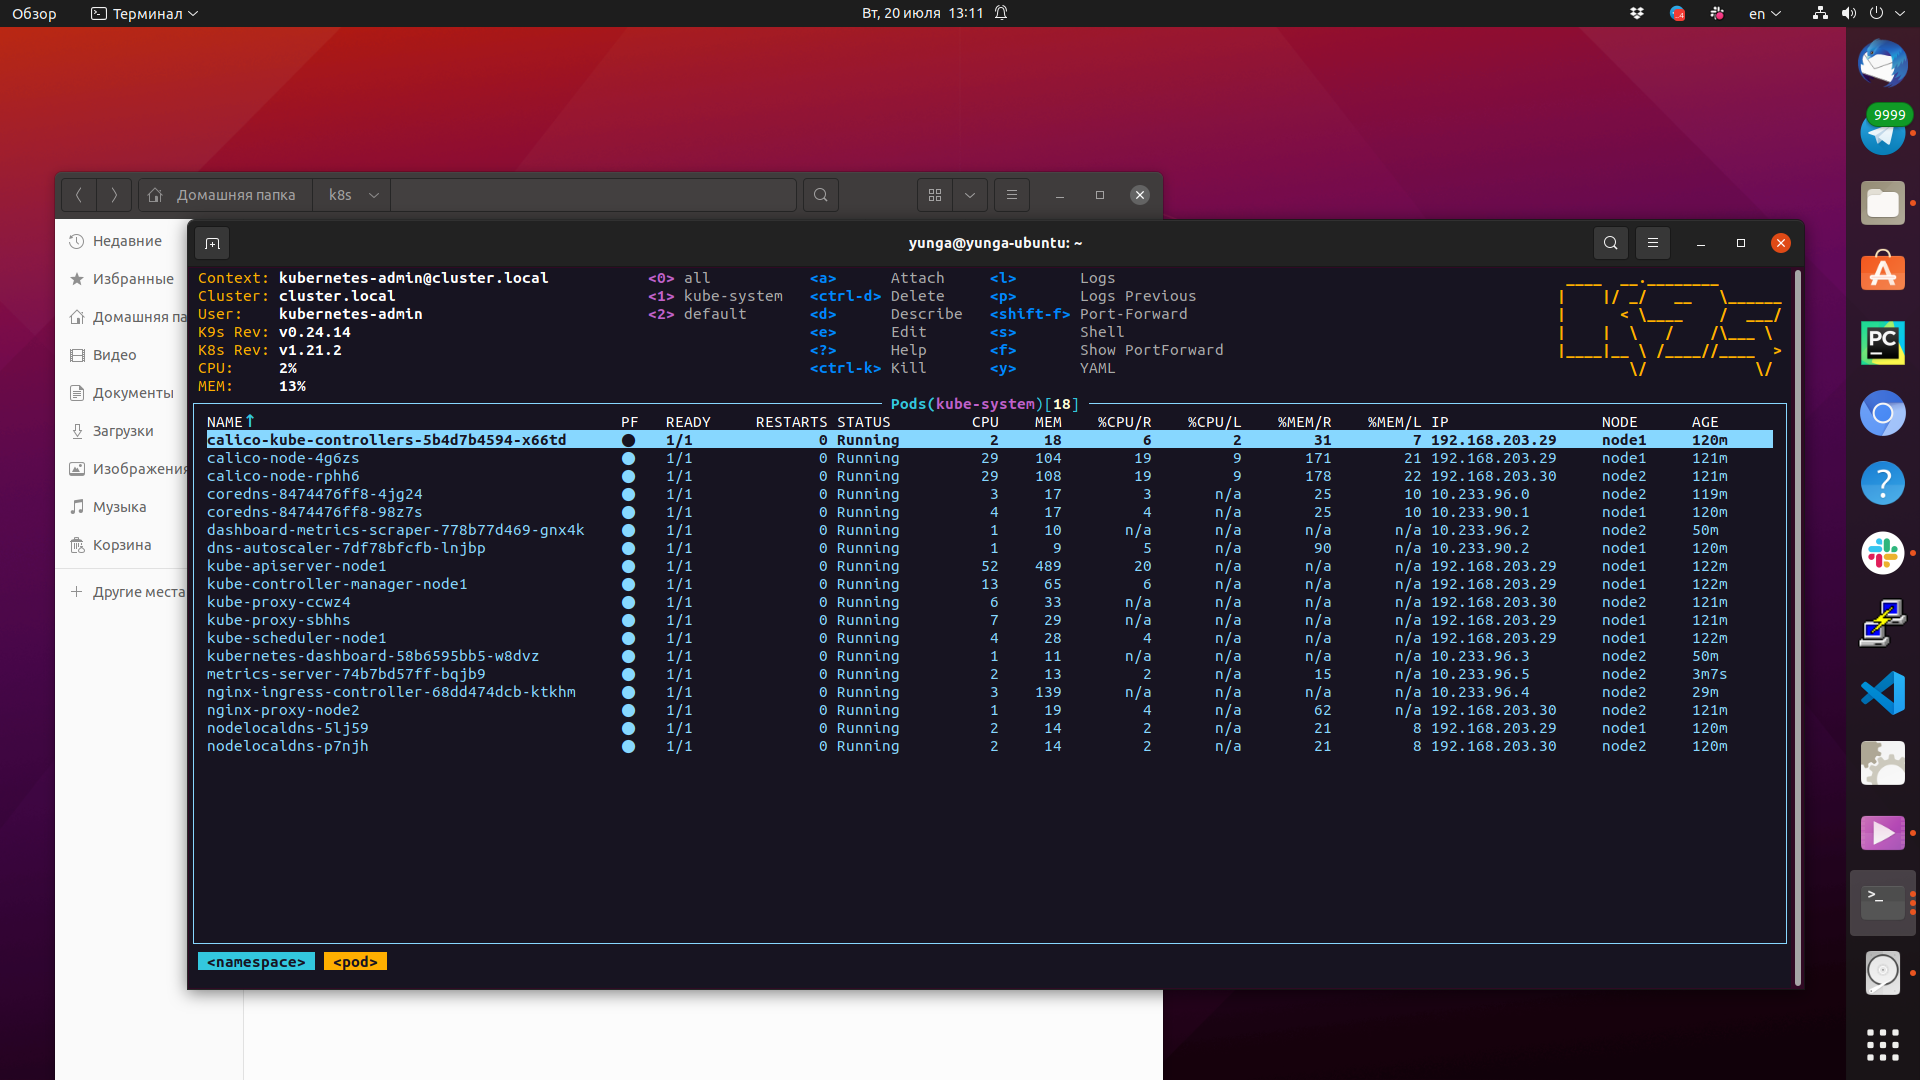 Обзор Терминал Вт, 20 июля 13:11 en
9999
Домашняя папка k8s
Недавние
Избранные
Домашняя па
Видео
Документы
Загрузки
Изображения
Музыка
Корзина
Другие места
yunga@yunga-ubuntu: ~
Context: kubernetes-admin@cluster.local <0> all <a> Attach <l> Logs
Cluster: cluster.local <1> kube-system <ctrl-d> Delete <p> Logs Previous
User: kubernetes-admin <2> default <d> Describe <shift-f> Port-Forward
K9s Rev: v0.24.14 <e> Edit <s> Shell
K8s Rev: v1.21.2 <?> Help <f> Show PortForward
CPU: 2% <ctrl-k> Kill <y> YAML
MEM: 13%
Pods(kube-system)[18]
NAME↑ PF READY RESTARTS STATUS CPU MEM %CPU/R %CPU/L %MEM/R %MEM/L IP NODE AGE
calico-kube-controllers-5b4d7b4594-x66td ● 1/1 0 Running 2 18 6 2 31 7 192.168.203.29 node1 120m
calico-node-4g6zs ● 1/1 0 Running 29 104 19 9 171 21 192.168.203.29 node1 121m
calico-node-rphh6 ● 1/1 0 Running 29 108 19 9 178 22 192.168.203.30 node2 121m
coredns-8474476ff8-4jg24 ● 1/1 0 Running 3 17 3 n/a 25 10 10.233.96.0 node2 119m
coredns-8474476ff8-98z7s ● 1/1 0 Running 4 17 4 n/a 25 10 10.233.90.1 node1 120m
dashboard-metrics-scraper-778b77d469-gnx4k ● 1/1 0 Running 1 10 n/a n/a n/a n/a 10.233.96.2 node2 50m
dns-autoscaler-7df78bfcfb-lnjbp ● 1/1 0 Running 1 9 5 n/a 90 n/a 10.233.90.2 node1 120m
kube-apiserver-node1 ● 1/1 0 Running 52 489 20 n/a n/a n/a 192.168.203.29 node1 122m
kube-controller-manager-node1 ● 1/1 0 Running 13 65 6 n/a n/a n/a 192.168.203.29 node1 122m
kube-proxy-ccwz4 ● 1/1 0 Running 6 33 n/a n/a n/a n/a 192.168.203.30 node2 121m
kube-proxy-sbhhs ● 1/1 0 Running 7 29 n/a n/a n/a n/a 192.168.203.29 node1 121m
kube-scheduler-node1 ● 1/1 0 Running 4 28 4 n/a n/a n/a 192.168.203.29 node1 122m
kubernetes-dashboard-58b6595bb5-w8dvz ● 1/1 0 Running 1 11 n/a n/a n/a n/a 10.233.96.3 node2 50m
metrics-server-74b7bd57ff-bqjb9 ● 1/1 0 Running 2 13 2 n/a 15 n/a 10.233.96.5 node2 3m7s
nginx-ingress-controller-68dd474dcb-ktkhm ● 1/1 0 Running 3 139 n/a n/a n/a n/a 10.233.96.4 node2 29m
nginx-proxy-node2 ● 1/1 0 Running 1 19 4 n/a 62 n/a 192.168.203.30 node2 121m
nodelocaldns-5lj59 ● 1/1 0 Running 2 14 2 n/a 21 8 192.168.203.29 node1 120m
nodelocaldns-p7njh ● 1/1 0 Running 2 14 2 n/a 21 8 192.168.203.30 node2 120m
<namespace> <pod>
PC